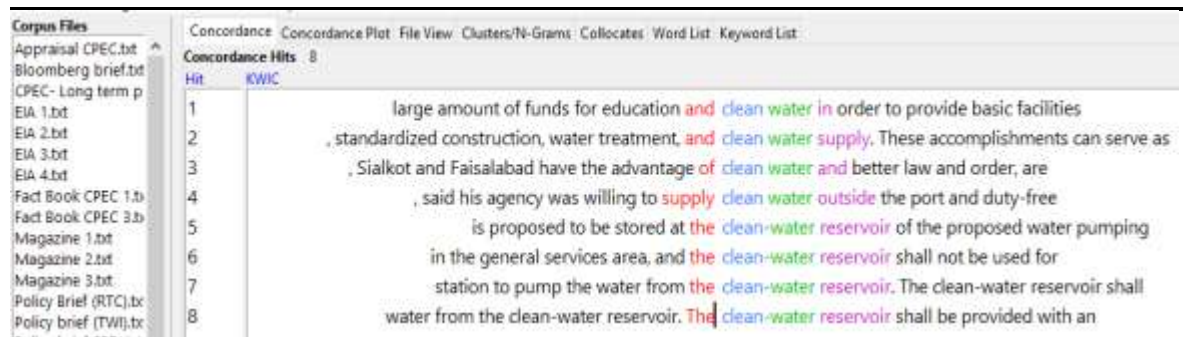 Corpus Files
Appraisal CPEC.txt
Bloomberg brief.txt
CPEC- Long term p
EIA 1.txt
EIA 2.txt
EIA 3.txt
EIA 4.txt
Fact Book CPEC 1.t
Fact Book CPEC 3.t
Magazine 1.txt
Magazine 2.txt
Magazine 3.txt
Policy Brief (RTC).tx
Policy brief (TWI).tx
Concordance Concordance Plot File View Clusters/N-Grams Collocates Word List Keyword List
Concordance Hits 8
Hit KWIC
1 large amount of funds for education and clean water in order to provide basic facilities
2 , standardized construction, water treatment, and clean water supply. These accomplishments can serve as
3 , Sialkot and Faisalabad have the advantage of clean water and better law and order, are
4 , said his agency was willing to supply clean water outside the port and duty-free
5 is proposed to be stored at the clean-water reservoir of the proposed water pumping
6 in the general services area, and the clean-water reservoir shall not be used for
7 station to pump the water from the clean-water reservoir. The clean-water reservoir shall
8 water from the clean-water reservoir. The clean-water reservoir shall be provided with an